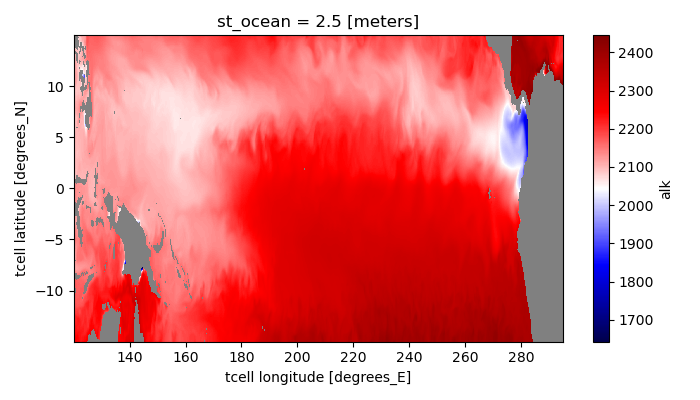 st_ocean = 2.5 [meters]
10
5
0
−5
−10
tcell latitude [degrees_N]
140 160 180 200 220 240 260 280
tcell longitude [degrees_E]
2400
2300
2200
2100
2000
1900
1800
1700
alk